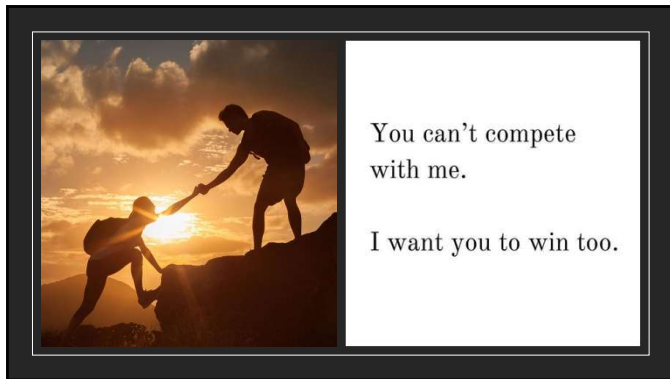 You can’t compete
with me.
I want you to win too.